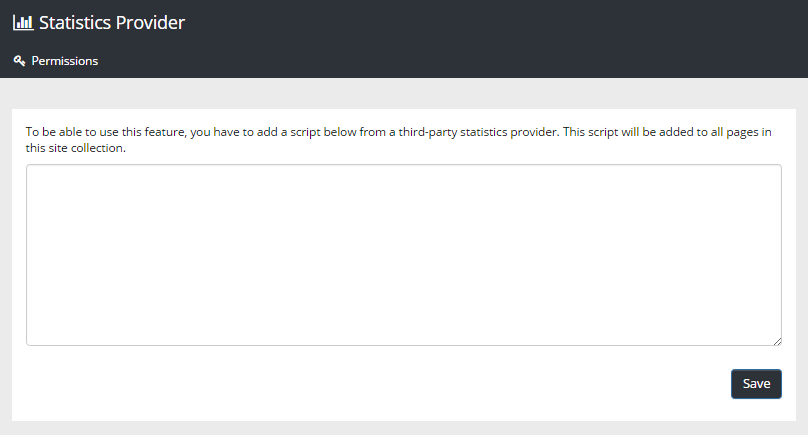 Statistics Provider
Permissions
To be able to use this feature, you have to add a script below from a third-party statistics provider. This script will be added to all pages in
this site collection.
Save